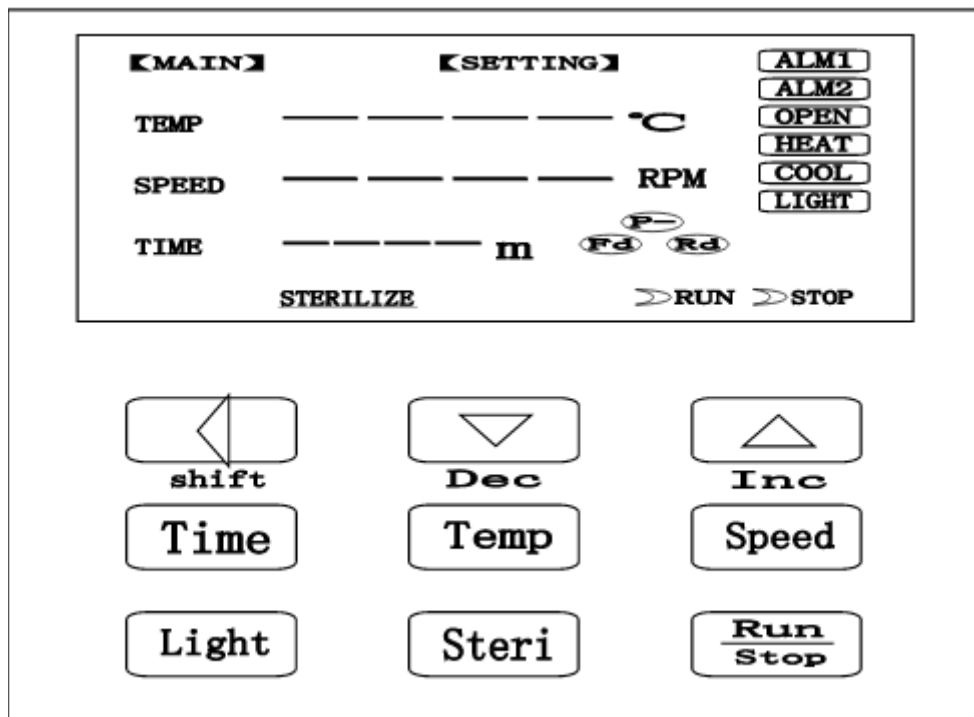 【MAIN】 【SETTING】 ALM1
ALM2
TEMP ---- °C OPEN
HEAT
SPEED ---- RPM COOL
LIGHT
P-
TIME ---- m Fd Rd
STERILIZE RUN STOP
shift Dec Inc
Time Temp Speed
Light Steri Run
Stop